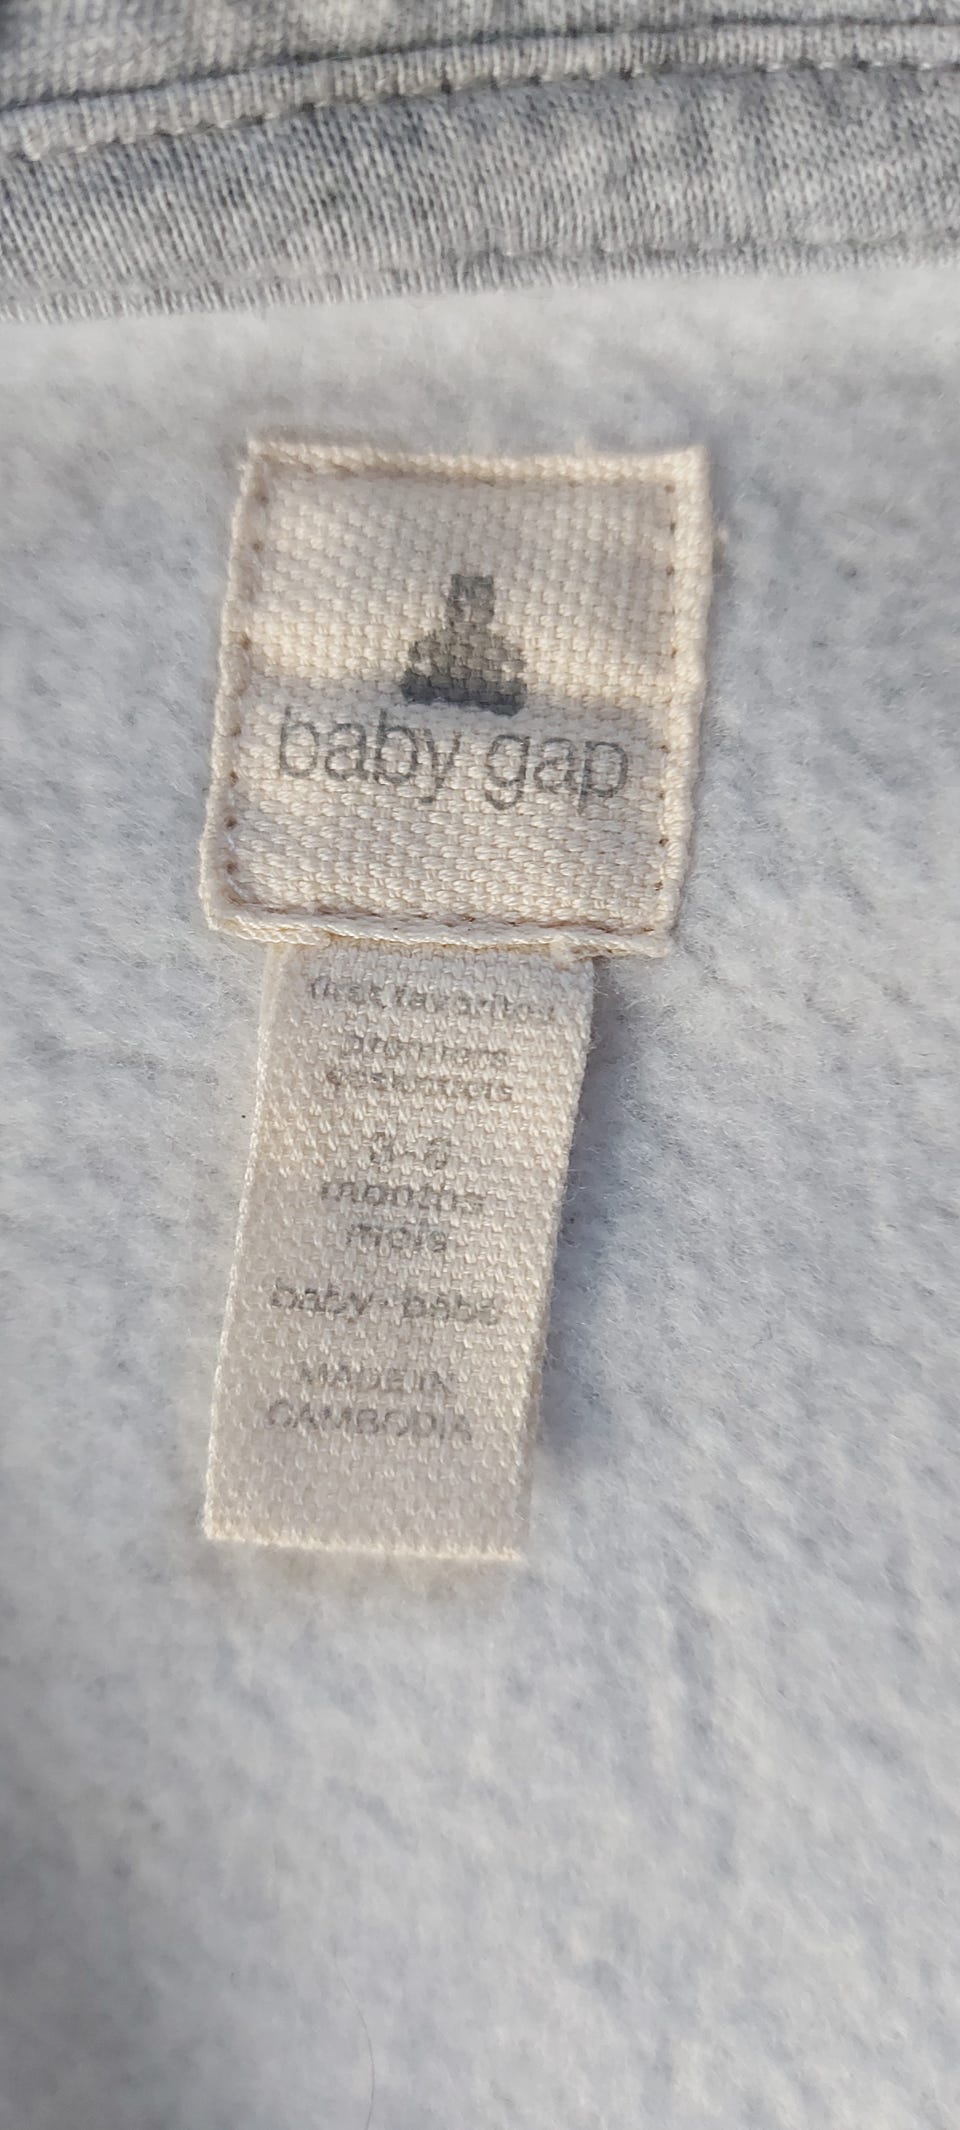 baby gap
first favorites
premiers
essentiels
3-6
months
mois
baby · bébé
MADE IN
CAMBODIA